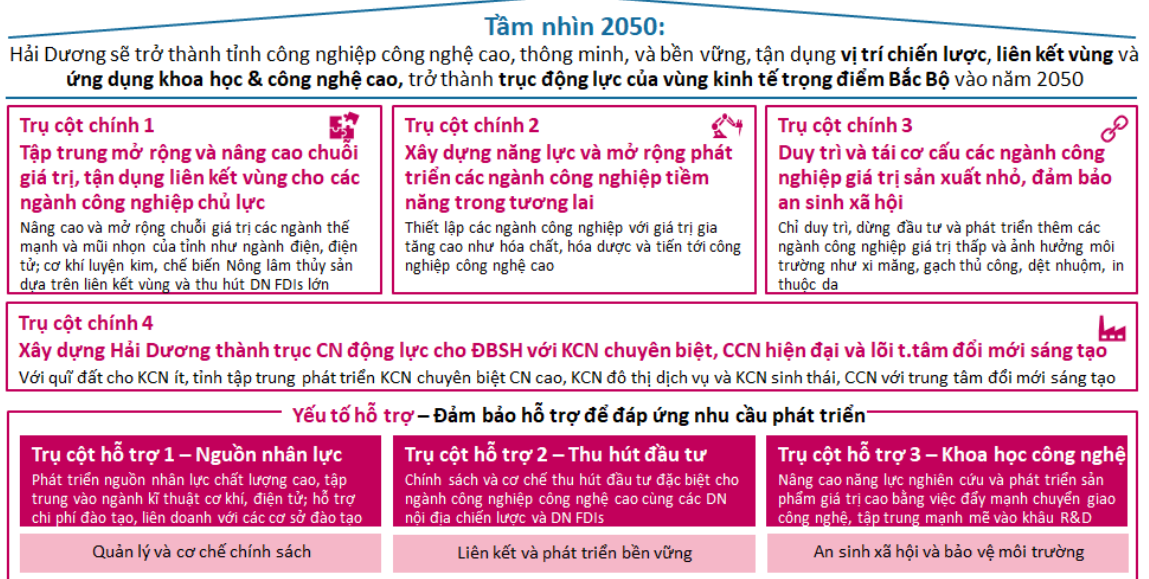 Tầm nhìn 2050:
Hải Dương sẽ trở thành tỉnh công nghiệp công nghệ cao, thông minh, và bền vững, tận dụng vị trí chiến lược, liên kết vùng và
ứng dụng khoa học & công nghệ cao, trở thành trục động lực của vùng kinh tế trọng điểm Bắc Bộ vào năm 2050
Trụ cột chính 1
Tập trung mở rộng và nâng cao chuỗi
giá trị, tận dụng liên kết vùng cho các
ngành công nghiệp chủ lực
Nâng cao và mở rộng chuỗi giá trị các ngành thế
mạnh và mũi nhọn của tỉnh như ngành điện, điện
tử; cơ khí luyện kim, chế biến Nông lâm thủy sản
dựa trên liên kết vùng và thu hút DN FDIs lớn
Trụ cột chính 2
Xây dựng năng lực và mở rộng phát
triển các ngành công nghiệp tiềm
năng trong tương lai
Thiết lập các ngành công nghiệp với giá trị gia
tăng cao như hóa chất, hóa dược và tiến tới công
nghiệp công nghệ cao
Trụ cột chính 3
Duy trì và tái cơ cấu các ngành công
nghiệp giá trị sản xuất nhỏ, đảm bảo
an sinh xã hội
Chỉ duy trì, dừng đầu tư và phát triển thêm các
ngành công nghiệp giá trị thấp và ảnh hưởng môi
trường như xi măng, gạch thủ công, dệt nhuộm, in
thuộc da
Trụ cột chính 4
Xây dựng Hải Dương thành trục CN động lực cho ĐBSH với KCN chuyên biệt, CCN hiện đại và lõi t.tâm đổi mới sáng tạo
Với quĩ đất cho KCN ít, tỉnh tập trung phát triển KCN chuyên biệt CN cao, KCN đô thị dịch vụ và KCN sinh thái, CCN với trung tâm đổi mới sáng tạo
Yếu tố hỗ trợ – Đảm bảo hỗ trợ để đáp ứng nhu cầu phát triển
Trụ cột hỗ trợ 1 – Nguồn nhân lực
Phát triển nguồn nhân lực chất lượng cao, tập
trung vào ngành kĩ thuật cơ khí, điện tử; hỗ trợ
chi phí đào tạo, liên doanh với các cơ sở đào tạo
Trụ cột hỗ trợ 2 – Thu hút đầu tư
Chính sách và cơ chế thu hút đầu tư đặc biệt cho
ngành công nghiệp công nghệ cao cùng các DN
nội địa chiến lược và DN FDIs
Trụ cột hỗ trợ 3 – Khoa học công nghệ
Nâng cao năng lực nghiên cứu và phát triển sản
phẩm giá trị cao bằng việc đẩy mạnh chuyển giao
công nghệ, tập trung mạnh mẽ vào khâu R&D
Quản lý và cơ chế chính sách
Liên kết và phát triển bền vững
An sinh xã hội và bảo vệ môi trường